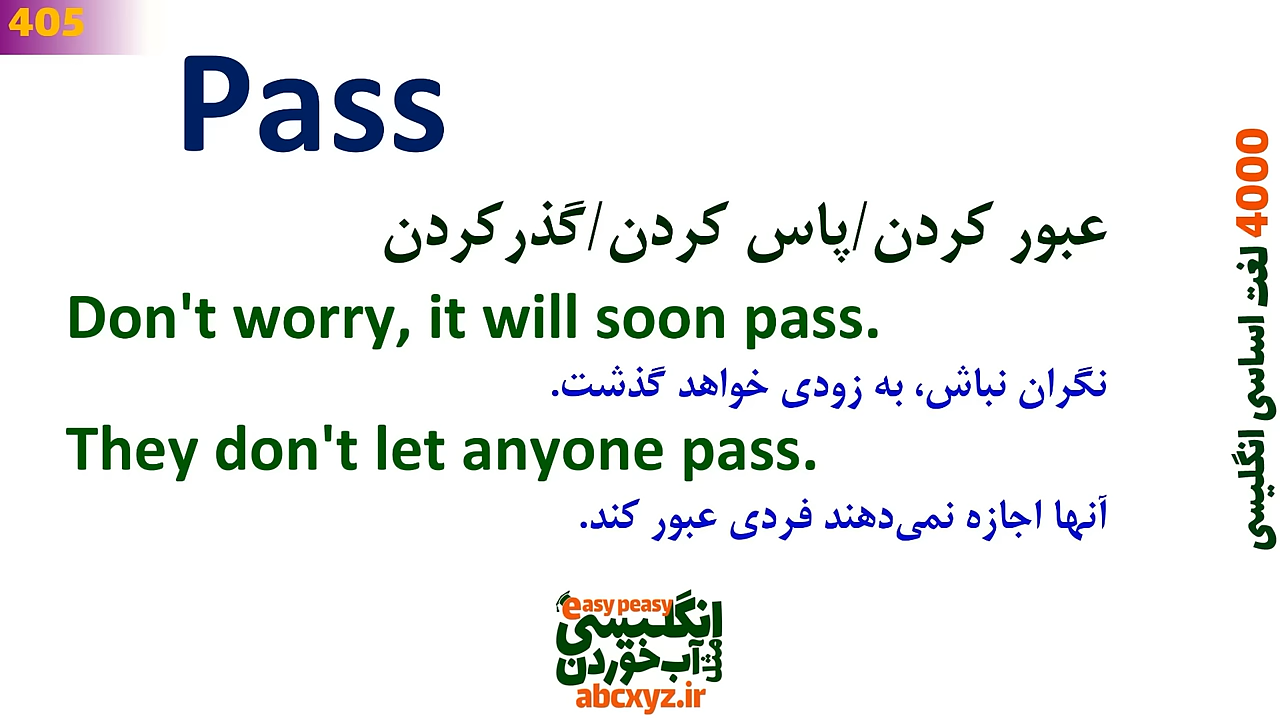 405
Pass
عبور کردن/پاس کردن/گذرکردن
Don't worry, it will soon pass.
نگران نباش، به زودی خواهد گذشت.
They don't let anyone pass.
آنها اجازه نمی‌دهند فردی عبور کند.
4000 لغت اساسی انگلیسی
easy peasy
انگلیسی
مثل آب خوردن
abcxyz.ir